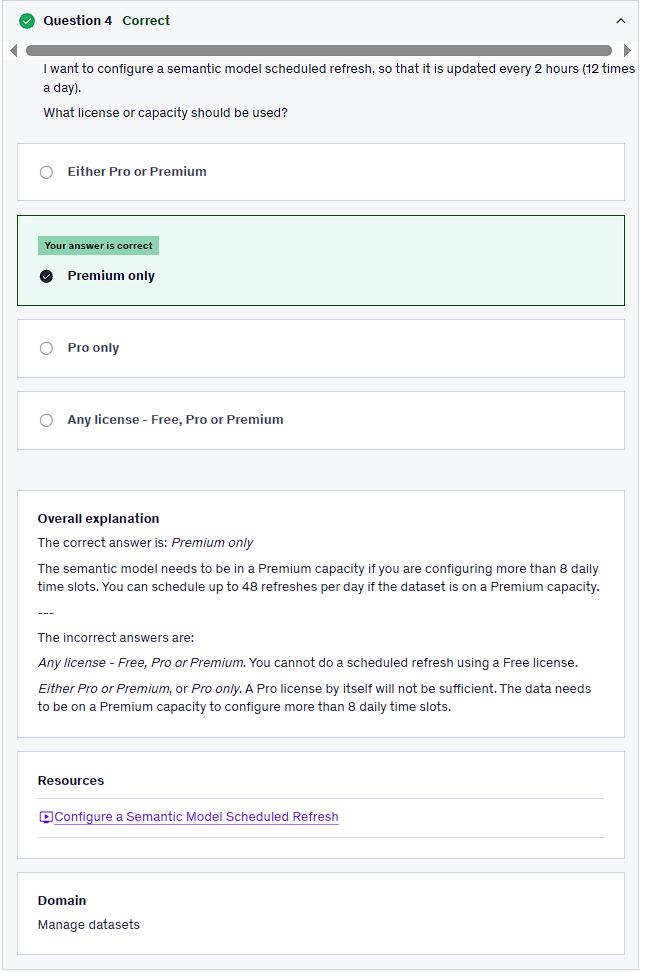 Question 4 Correct
I want to configure a semantic model scheduled refresh, so that it is updated every 2 hours (12 times
a day).
What license or capacity should be used?
Either Pro or Premium
Your answer is correct
Premium only
Pro only
Any license - Free, Pro or Premium
Overall explanation
The correct answer is: Premium only
The semantic model needs to be in a Premium capacity if you are configuring more than 8 daily
time slots. You can schedule up to 48 refreshes per day if the dataset is on a Premium capacity.
---
The incorrect answers are:
Any license - Free, Pro or Premium. You cannot do a scheduled refresh using a Free license.
Either Pro or Premium, or Pro only. A Pro license by itself will not be sufficient. The data needs
to be on a Premium capacity to configure more than 8 daily time slots.
Resources
Configure a Semantic Model Scheduled Refresh
Domain
Manage datasets